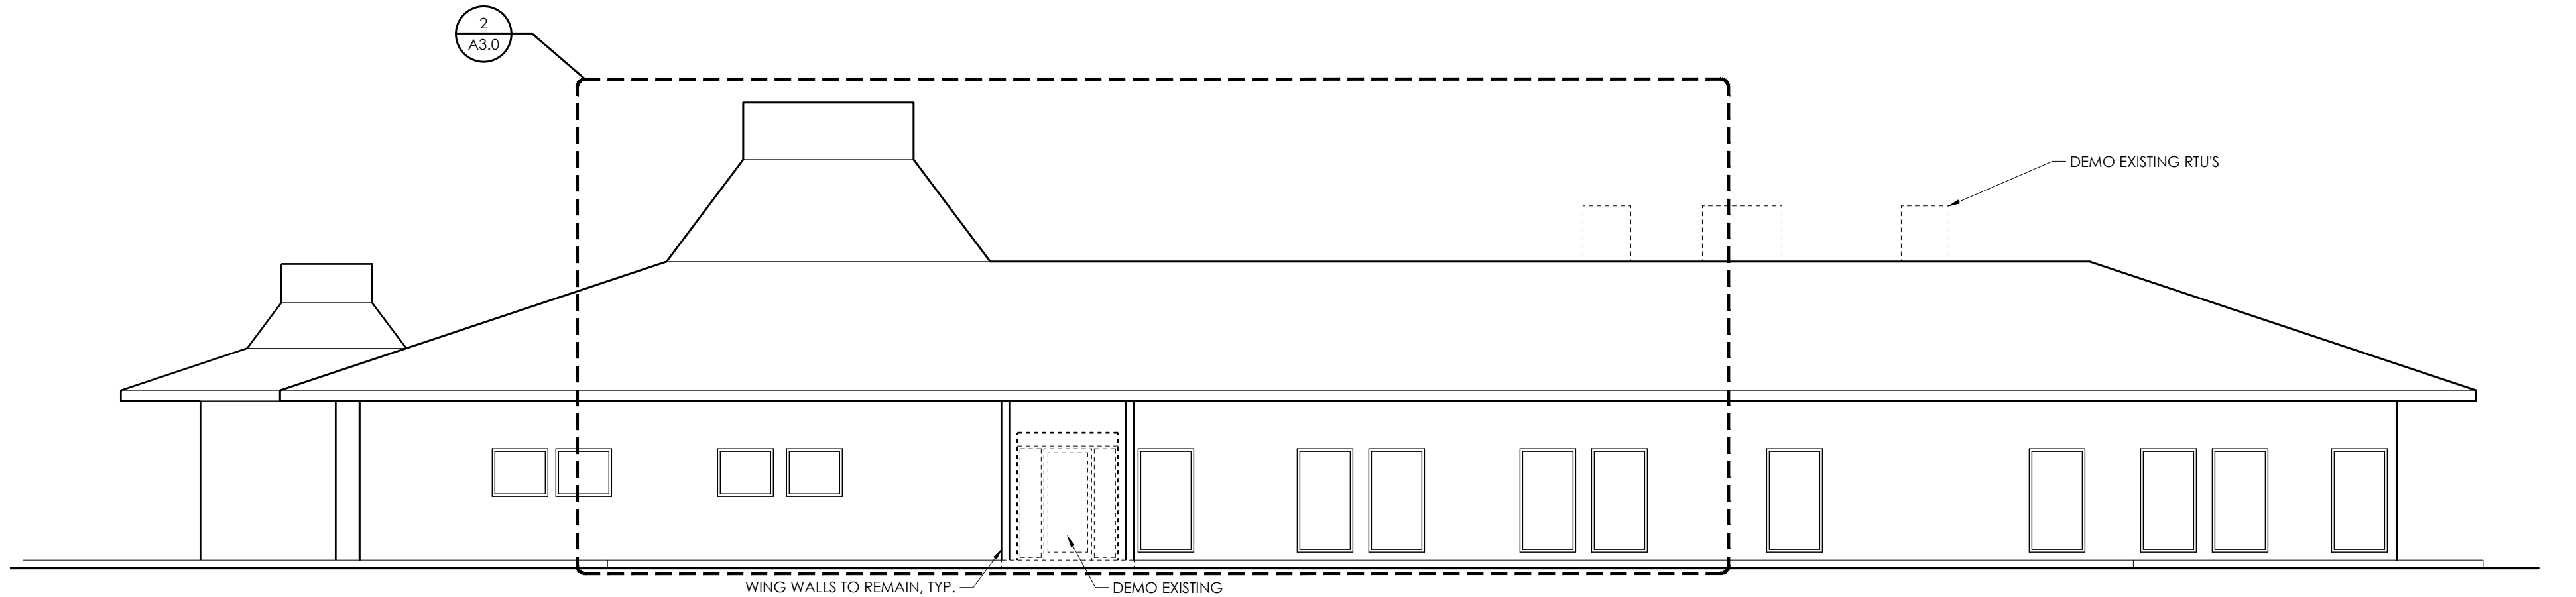 2
A3.0
DEMO EXISTING RTU'S
WING WALLS TO REMAIN, TYP.
DEMO EXISTING